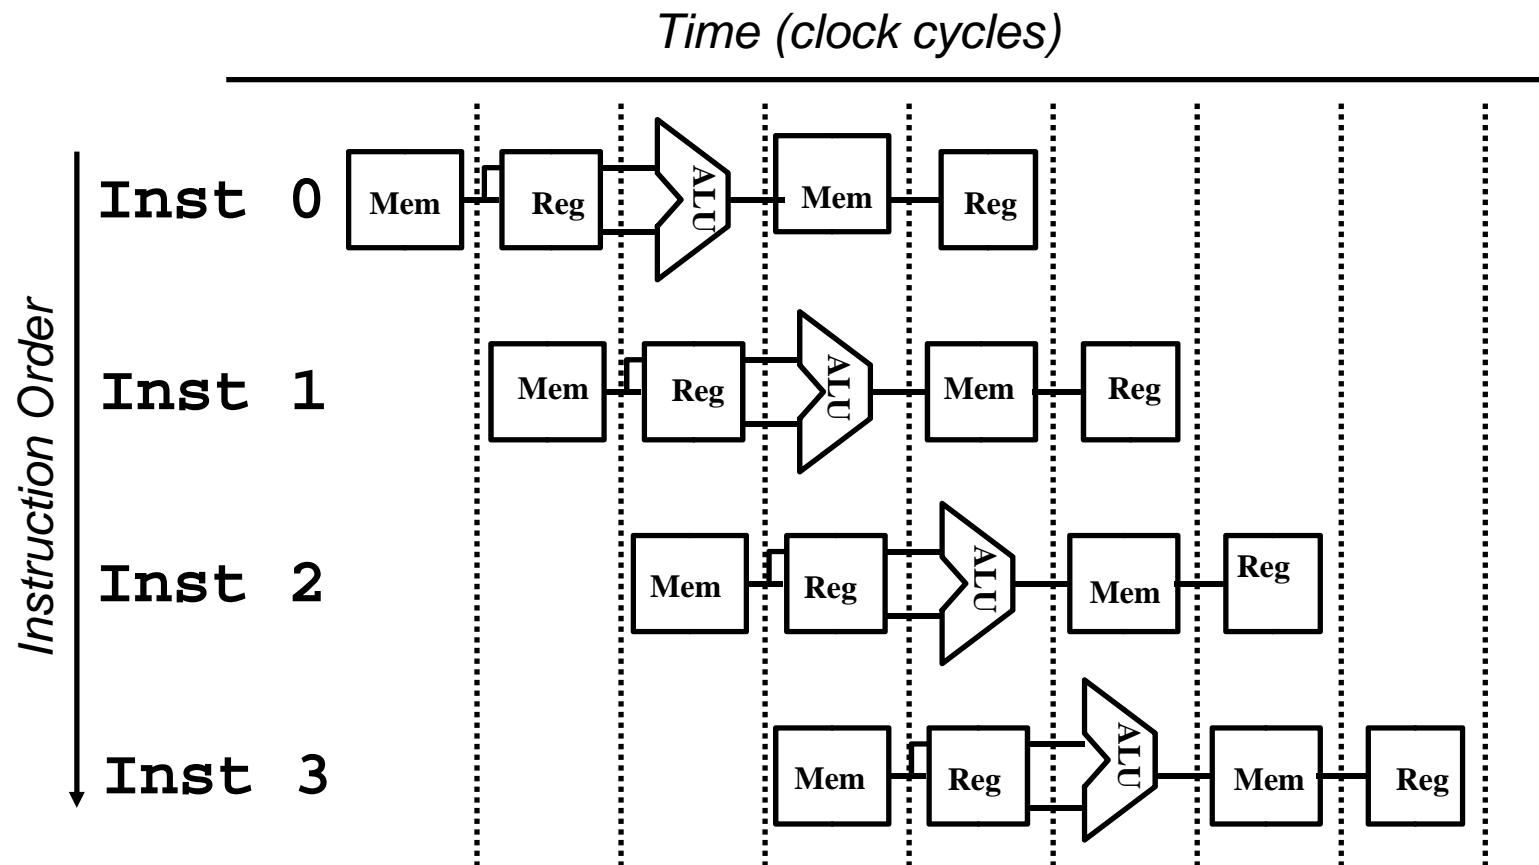 Time (clock cycles)
Instruction Order
Inst 0 Mem Reg ALU Mem Reg
Inst 1 Mem Reg ALU Mem Reg
Inst 2 Mem Reg ALU Mem Reg
Inst 3 Mem Reg ALU Mem Reg